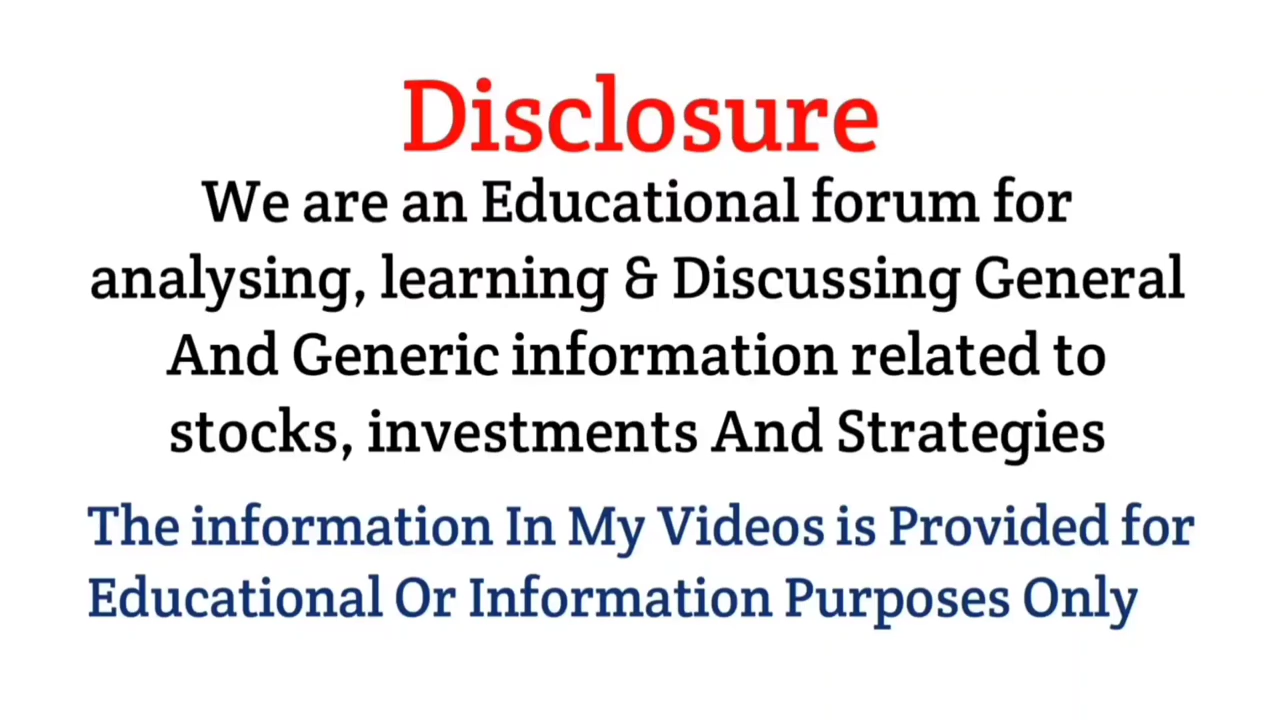 Disclosure
We are an Educational forum for
analysing, learning & Discussing General
And Generic information related to
stocks, investments And Strategies
The information In My Videos is Provided for
Educational Or Information Purposes Only